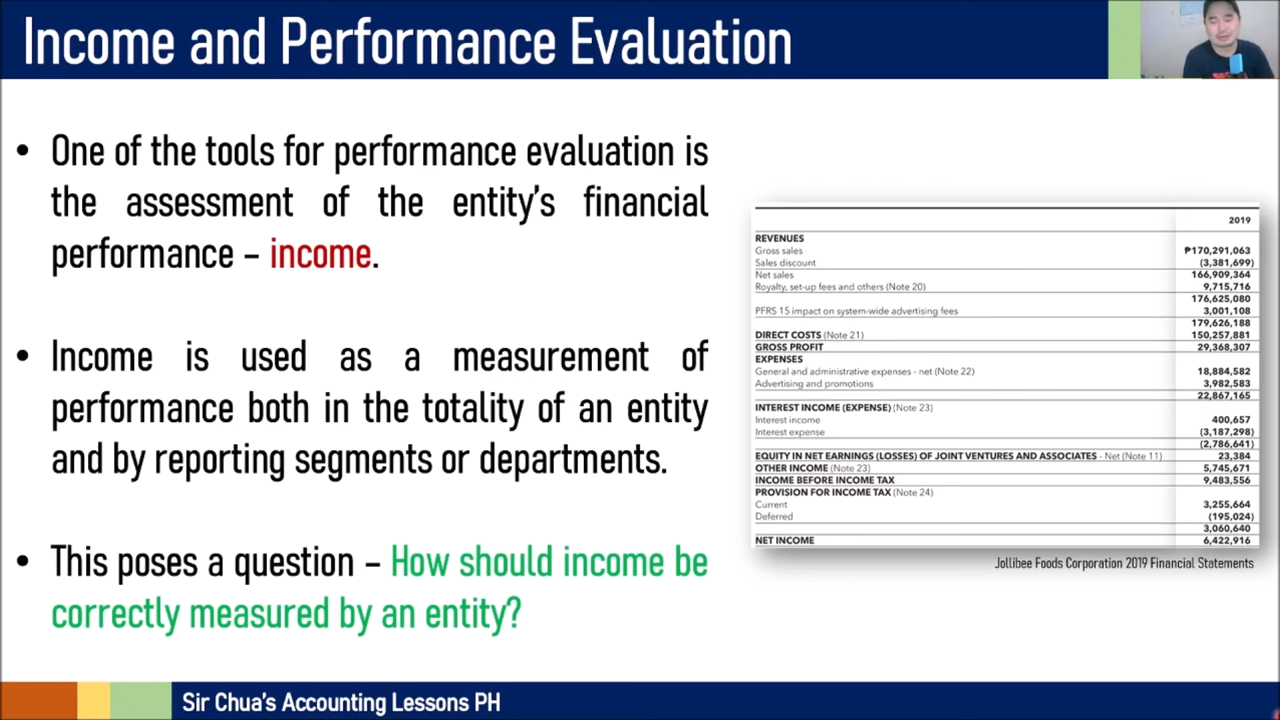 Income and Performance Evaluation
• One of the tools for performance evaluation is
the assessment of the entity's financial
performance – income.
• Income is used as a measurement of
performance both in the totality of an entity
and by reporting segments or departments.
• This poses a question – How should income be
correctly measured by an entity?
2019
REVENUES
Gross sales ₱170,291,063
Sales discount (3,381,699)
Net sales 166,909,364
Royalty, set-up fees and others (Note 20) 9,715,716
176,625,080
PFRS 15 impact on system-wide advertising fees 3,001,108
179,626,188
DIRECT COSTS (Note 21) 150,257,881
GROSS PROFIT 29,368,307
EXPENSES
General and administrative expenses - net (Note 22) 18,884,582
Advertising and promotions 3,982,583
22,867,165
INTEREST INCOME (EXPENSE) (Note 23)
Interest income 400,657
Interest expense (3,187,298)
(2,786,641)
EQUITY IN NET EARNINGS (LOSSES) OF JOINT VENTURES AND ASSOCIATES - Net (Note 11) 23,384
OTHER INCOME (Note 23) 5,745,671
INCOME BEFORE INCOME TAX 9,483,556
PROVISION FOR INCOME TAX (Note 24)
Current 3,255,664
Deferred (195,024)
3,060,640
NET INCOME 6,422,916
Jollibee Foods Corporation 2019 Financial Statements
Sir Chua's Accounting Lessons PH